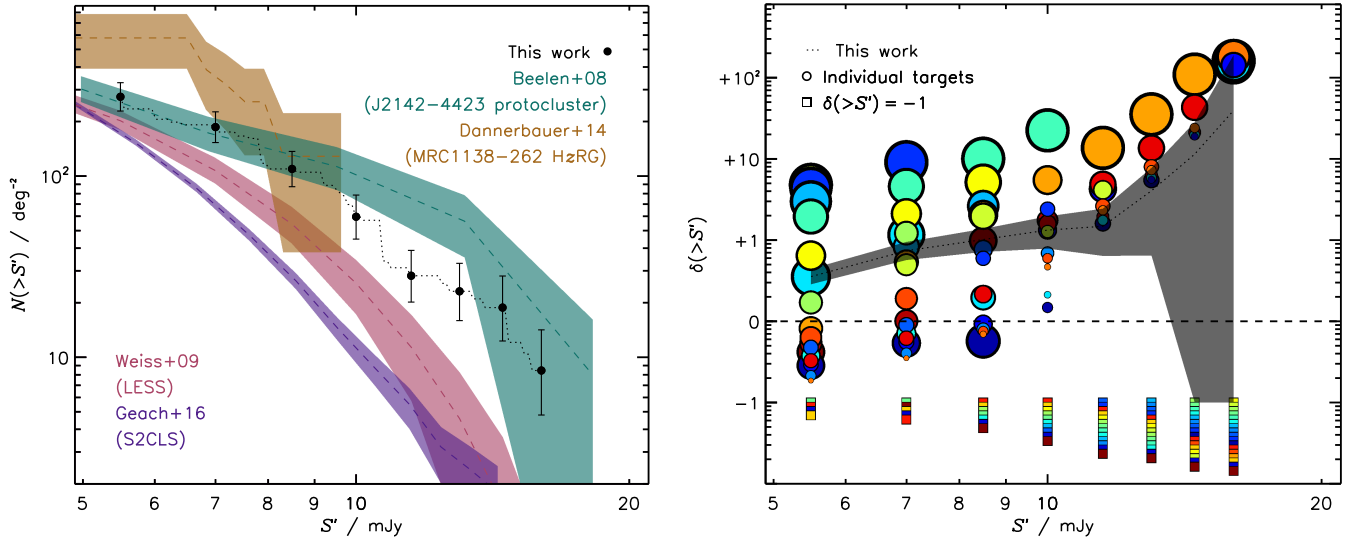 This work
Beelen+08
(J2142−4423 protocluster)
Dannerbauer+14
(MRC1138−262 HzRG)
Weiss+09
(LESS)
Geach+16
(S2CLS)
N(>S') / deg⁻²
10²
10
5
6
7
8
9
10
20
S' / mJy
This work
Individual targets
δ(>S') = −1
δ(>S')
+10²
+10
+1
0
−1
5
6
7
8
9
10
20
S' / mJy